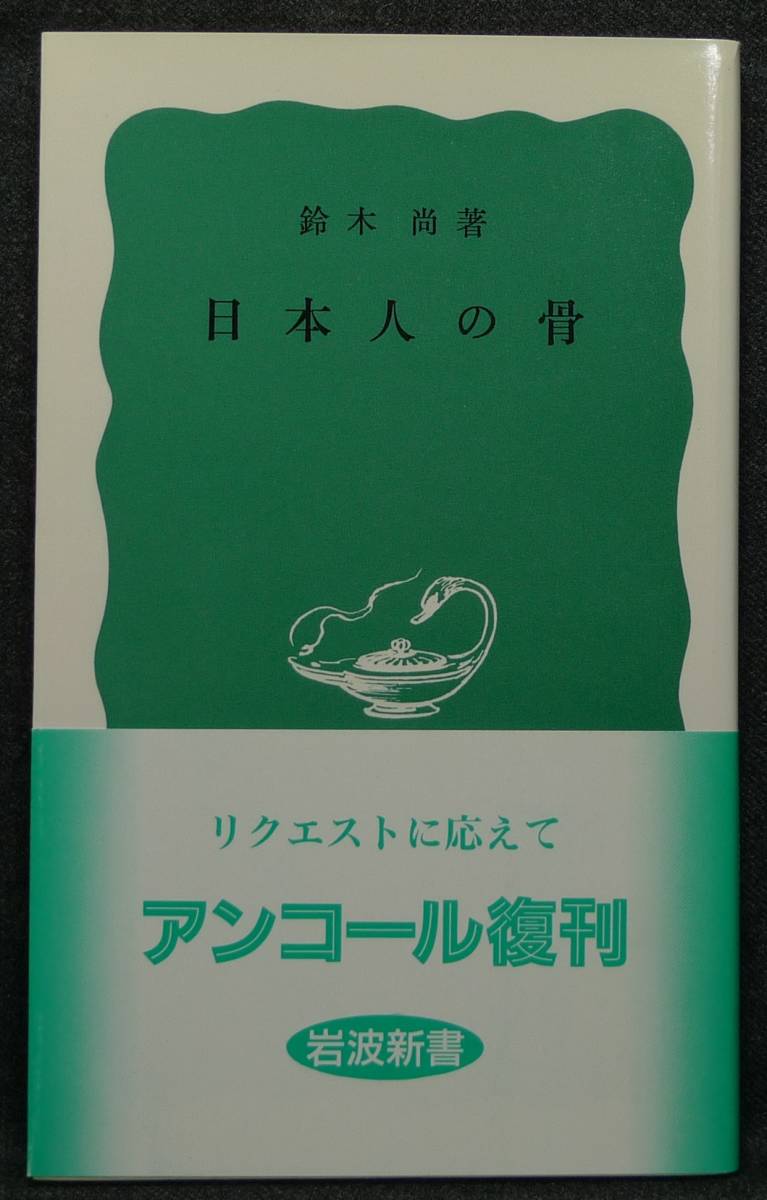 鈴木 尚著
日本人の骨
リクエストに応えて
アンコール復刊
岩波新書